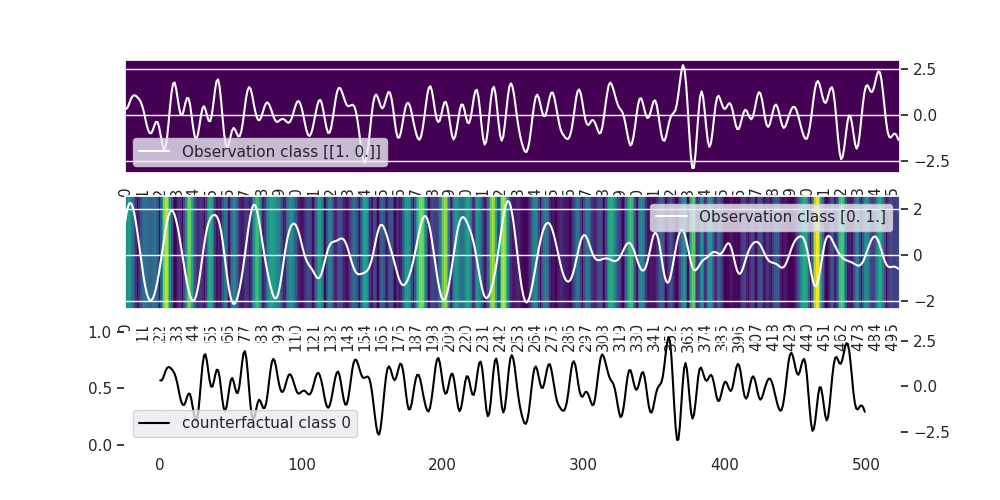 2.5
0.0
Observation class [[1. 0.]]
−2.5
2
Observation class [0. 1.]
0
−2
0 11 22 33 44 55 66 77 88 99 110 121 132 143 154 165 176 187 198 209 220 231 242 253 264 275 286 297 308 319 330 341 352 363 374 385 396 407 418 429 440 451 462 473 484 495
1.0
2.5
0.5
0.0
counterfactual class 0
0.0
−2.5
0 100 200 300 400 500